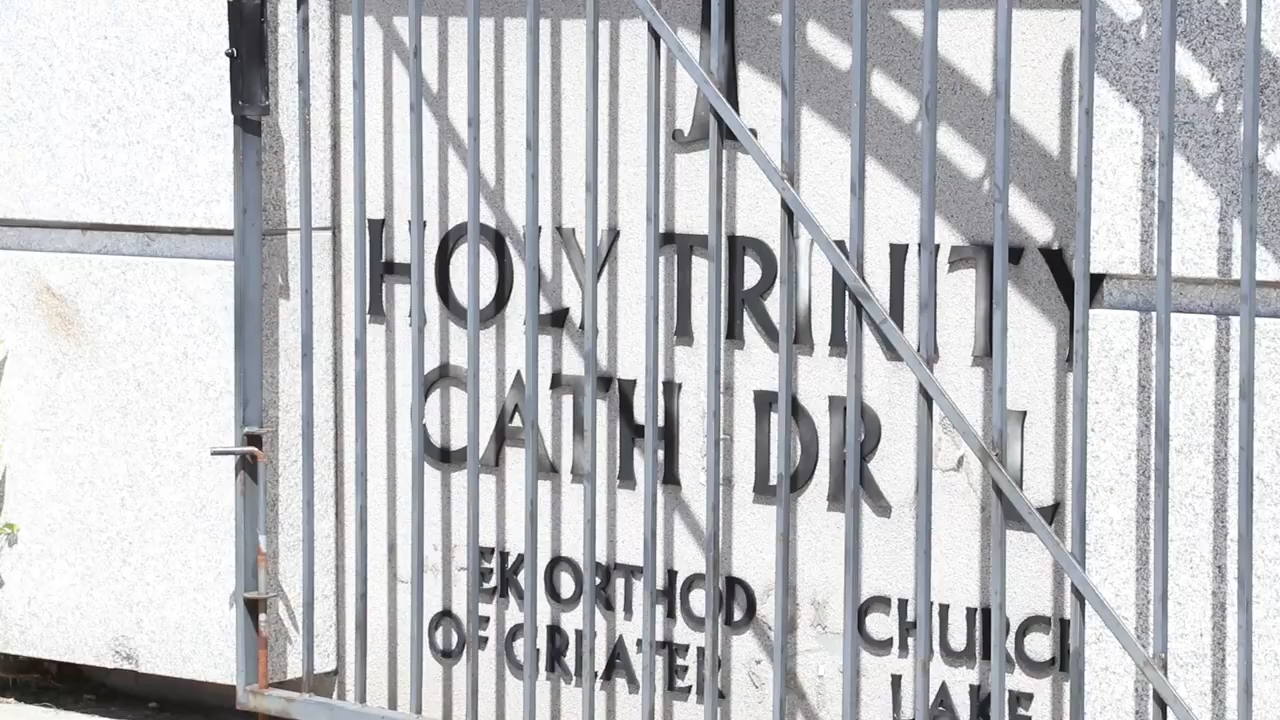 HOLY TRINITY
CATH DR L
EK ORTHOD CHURCH
OF GREATER LAKE